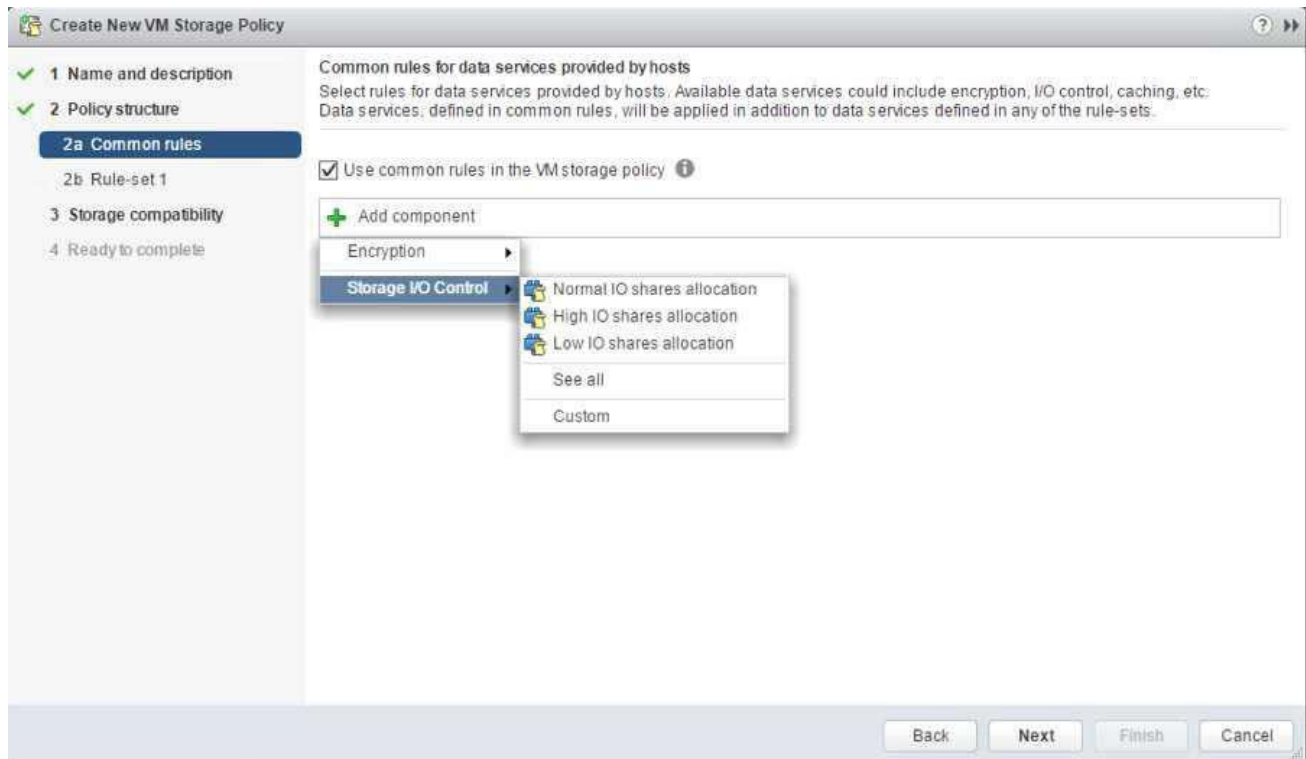 Create New VM Storage Policy
1 Name and description
2 Policy structure
2a Common rules
2b Rule-set 1
3 Storage compatibility
4 Ready to complete
Common rules for data services provided by hosts
Select rules for data services provided by hosts. Available data services could include encryption, I/O control, caching, etc.
Data services, defined in common rules, will be applied in addition to data services defined in any of the rule-sets.
Use common rules in the VM storage policy
Add component
Encryption
Storage I/O Control
Normal IO shares allocation
High IO shares allocation
Low IO shares allocation
See all
Custom
Back Next Finish Cancel